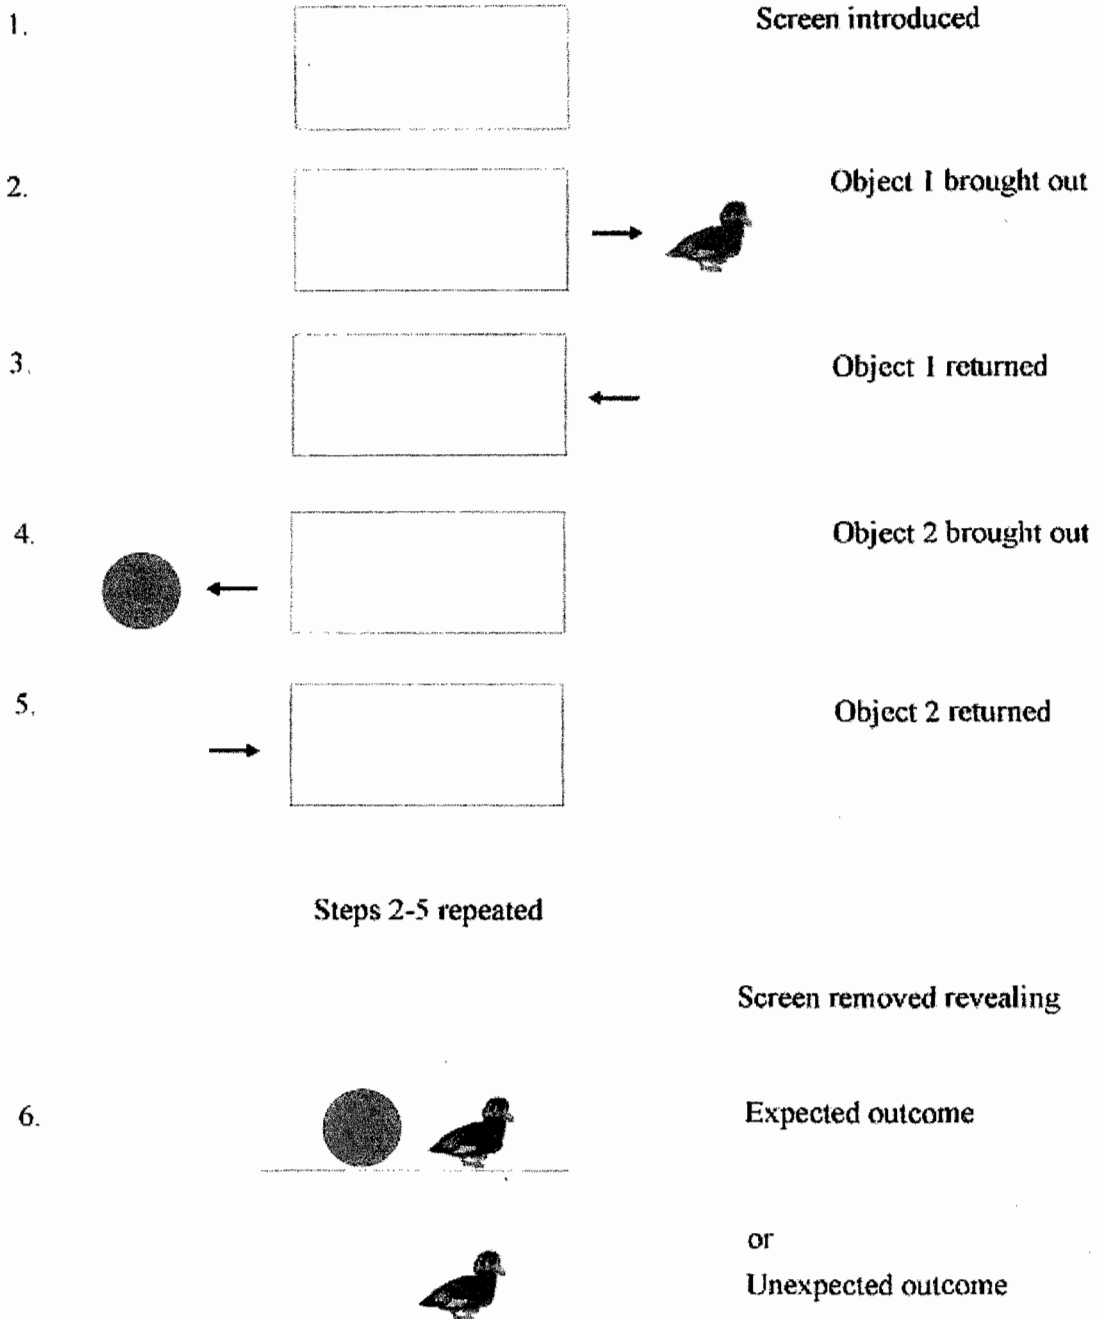 1. Screen introduced
2. Object 1 brought out
3. Object 1 returned
4. Object 2 brought out
5. Object 2 returned
Steps 2-5 repeated
Screen removed revealing
6. Expected outcome
or
Unexpected outcome